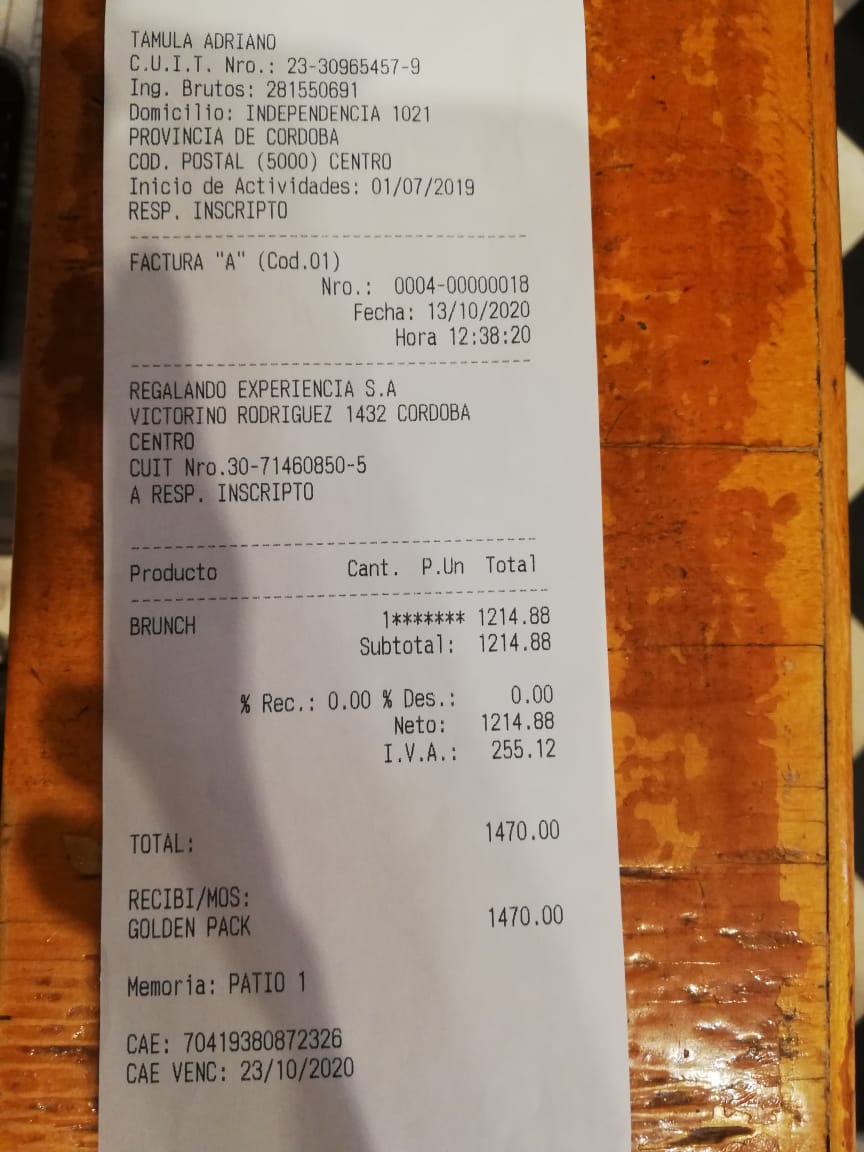 TAMULA ADRIANO
C.U.I.T. Nro.: 23-30965457-9
Ing. Brutos: 281550691
Domicilio: INDEPENDENCIA 1021
PROVINCIA DE CORDOBA
COD. POSTAL (5000) CENTRO
Inicio de Actividades: 01/07/2019
RESP. INSCRIPTO
--------------------------------------
FACTURA "A" (Cod.01)
Nro.: 0004-00000018
Fecha: 13/10/2020
Hora 12:38:20
--------------------------------------
REGALANDO EXPERIENCIA S.A
VICTORINO RODRIGUEZ 1432 CORDOBA
CENTRO
CUIT Nro.30-71460850-5
A RESP. INSCRIPTO
--------------------------------------
Producto Cant. P.Un Total
--------------------------------------
BRUNCH 1******* 1214.88
Subtotal: 1214.88
% Rec.: 0.00 % Des.: 0.00
Neto: 1214.88
I.V.A.: 255.12
TOTAL: 1470.00
RECIBI/MOS:
GOLDEN PACK 1470.00
Memoria: PATIO 1
CAE: 70419380872326
CAE VENC: 23/10/2020